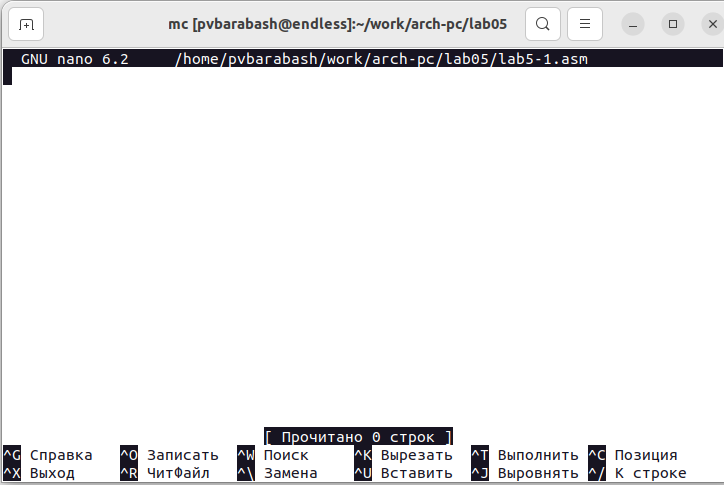 mc [pvbarabash@endless]:~/work/arch-pc/lab05
GNU nano 6.2 /home/pvbarabash/work/arch-pc/lab05/lab5-1.asm
[ Прочитано 0 строк ]
^G Справка ^O Записать ^W Поиск ^K Вырезать ^T Выполнить ^C Позиция
^X Выход ^R ЧитФайл ^\ Замена ^U Вставить ^J Выровнять ^/ К строке